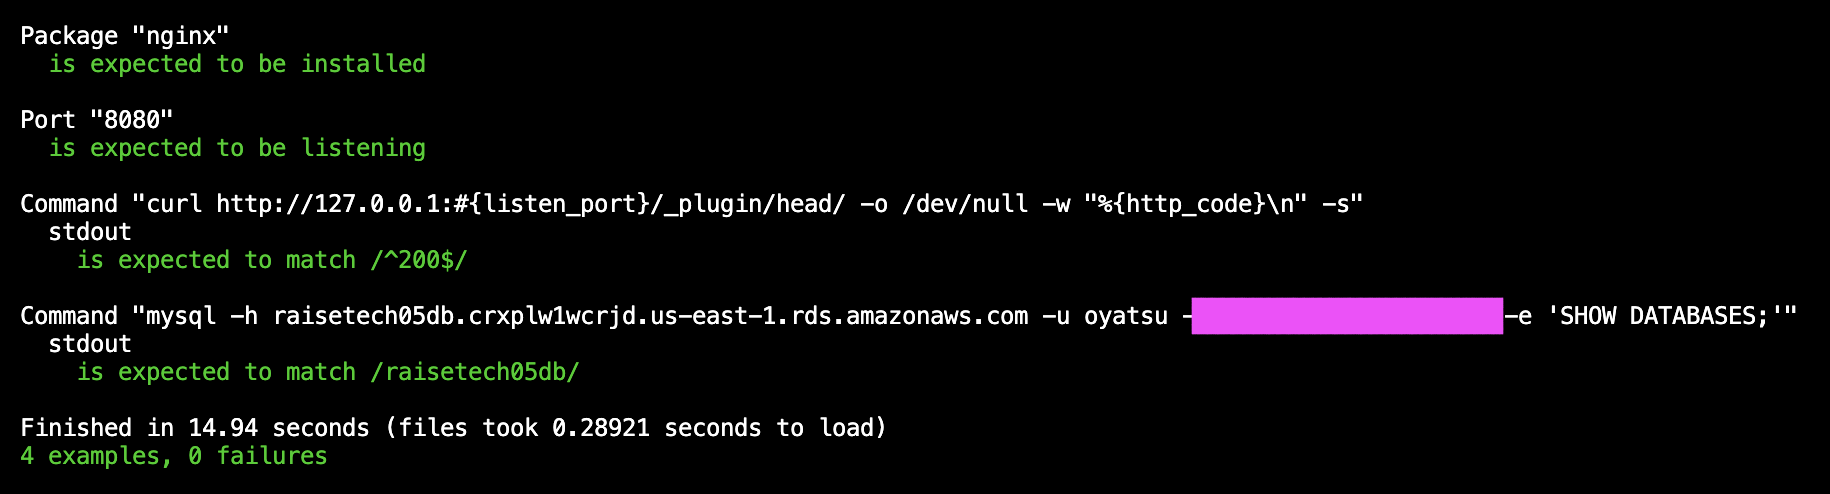 Package "nginx"
is expected to be installed
Port "8080"
is expected to be listening
Command "curl http://127.0.0.1:#{listen_port}/_plugin/head/ -o /dev/null -w "%{http_code}\n" -s"
stdout
is expected to match /^200$/
Command "mysql -h raisetech05db.crxplw1wcrjd.us-east-1.rds.amazonaws.com -u oyatsu - -e 'SHOW DATABASES;'"
stdout
is expected to match /raisetech05db/
Finished in 14.94 seconds (files took 0.28921 seconds to load)
4 examples, 0 failures